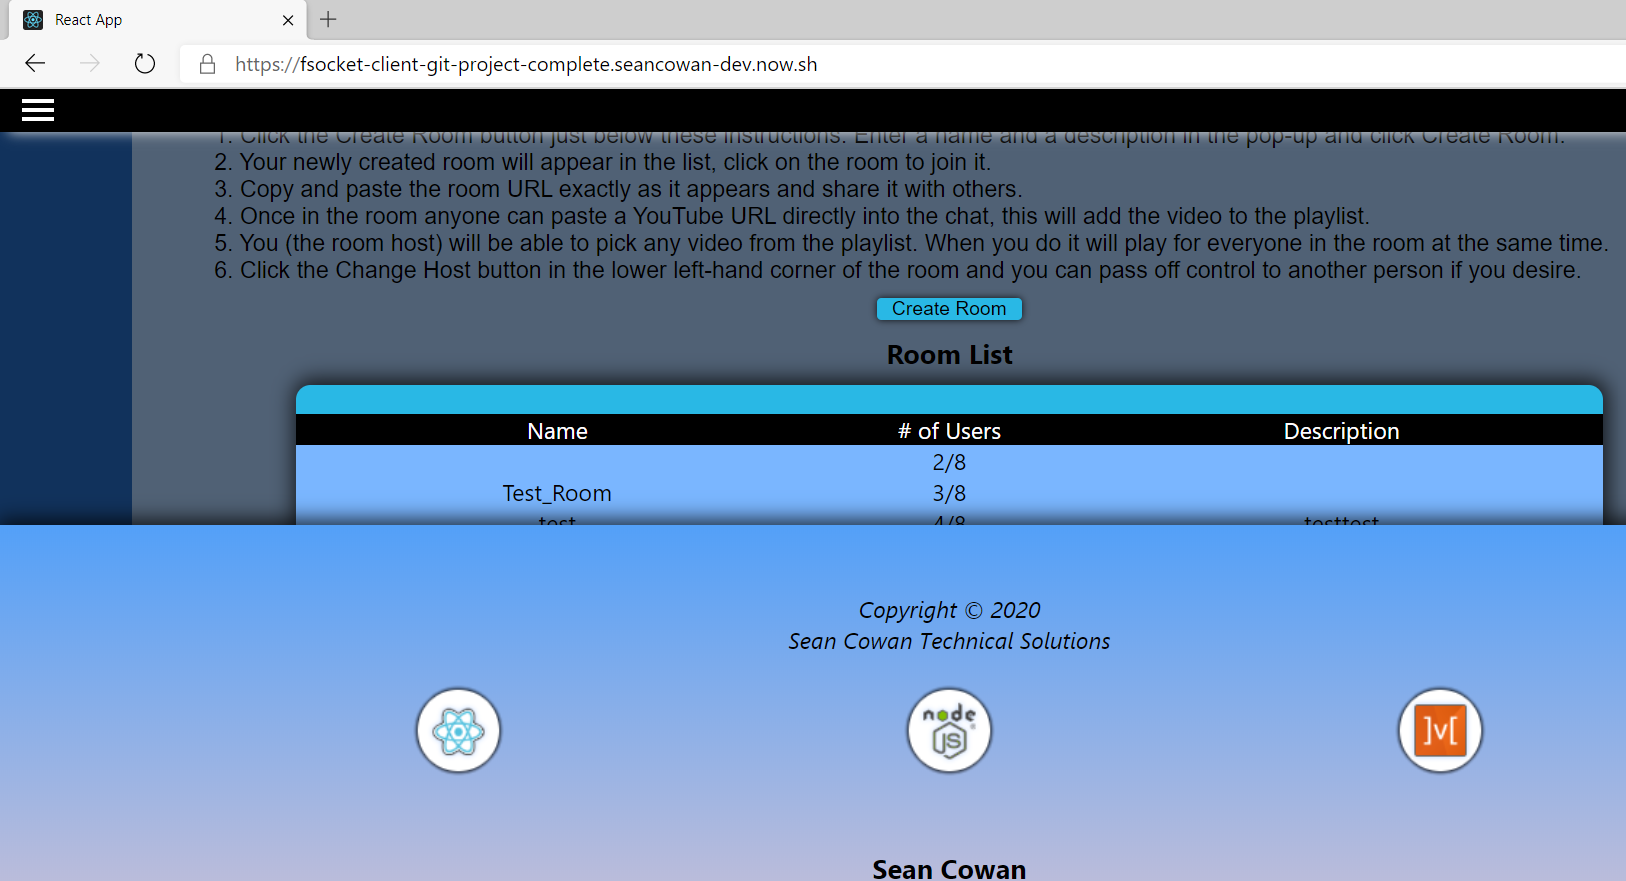 React App
https://fsocket-client-git-project-complete.seancowan-dev.now.sh
1. Click the Create Room button just below these instructions. Enter a name and a description in the pop-up and click Create Room.
2. Your newly created room will appear in the list, click on the room to join it.
3. Copy and paste the room URL exactly as it appears and share it with others.
4. Once in the room anyone can paste a YouTube URL directly into the chat, this will add the video to the playlist.
5. You (the room host) will be able to pick any video from the playlist. When you do it will play for everyone in the room at the same time.
6. Click the Change Host button in the lower left-hand corner of the room and you can pass off control to another person if you desire.
Create Room
Room List
Name # of Users Description
2/8
Test_Room 3/8
test 4/8 testtest
Copyright © 2020
Sean Cowan Technical Solutions
node JS ]v[
Sean Cowan